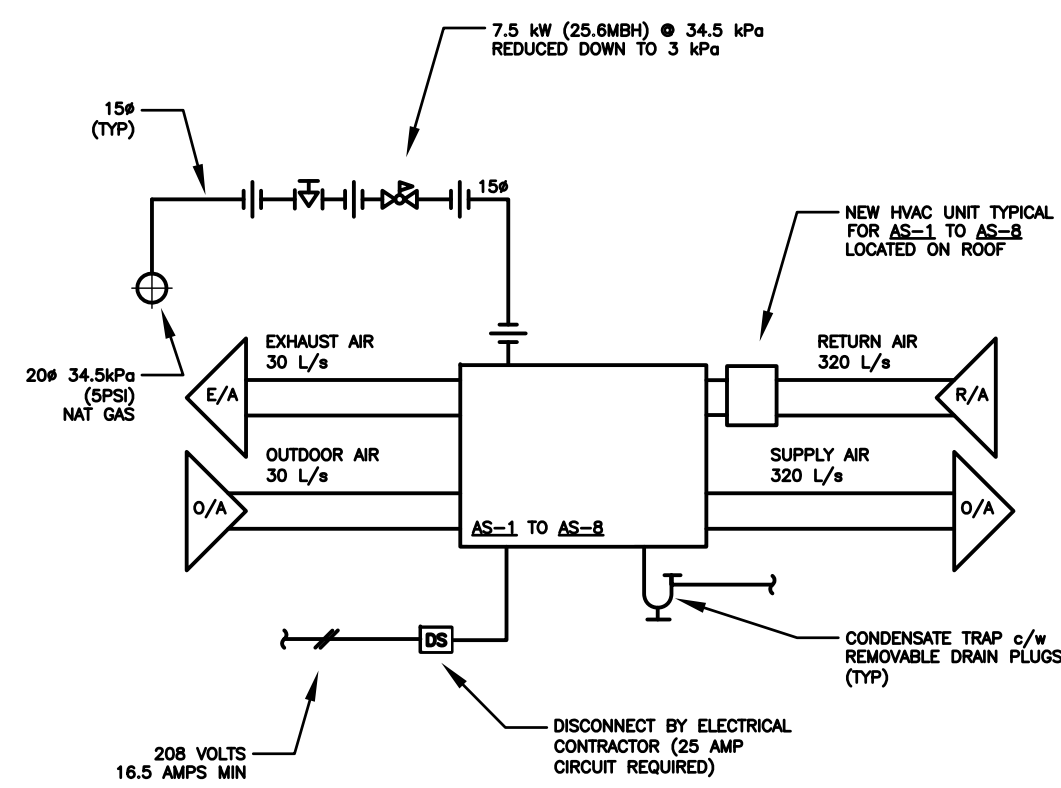 7.5 kW (25.6MBH) @ 34.5 kPa
REDUCED DOWN TO 3 kPa
15ø
(TYP)
15ø
NEW HVAC UNIT TYPICAL
FOR AS-1 TO AS-8
LOCATED ON ROOF
EXHAUST AIR
30 L/s
RETURN AIR
320 L/s
20ø 34.5kPa
(5PSI)
NAT GAS
E/A
R/A
OUTDOOR AIR
30 L/s
SUPPLY AIR
320 L/s
O/A
O/A
AS-1 TO AS-8
DS
CONDENSATE TRAP c/w
REMOVABLE DRAIN PLUGS
(TYP)
DISCONNECT BY ELECTRICAL
CONTRACTOR (25 AMP
CIRCUIT REQUIRED)
208 VOLTS
16.5 AMPS MIN